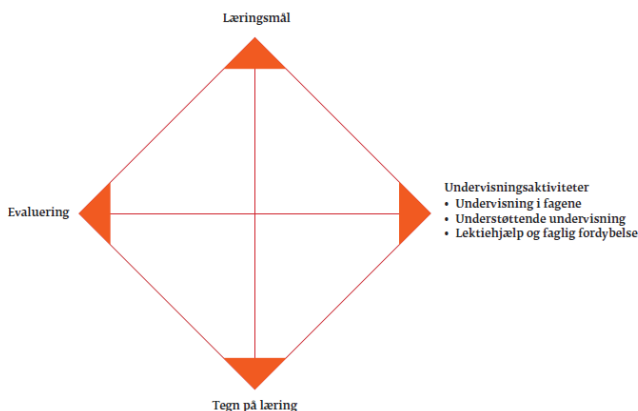 Læringsmål
Evaluering
Undervisningsaktiviteter
• Undervisning i fagene
• Understøttende undervisning
• Lektiehjælp og faglig fordybelse
Tegn på læring